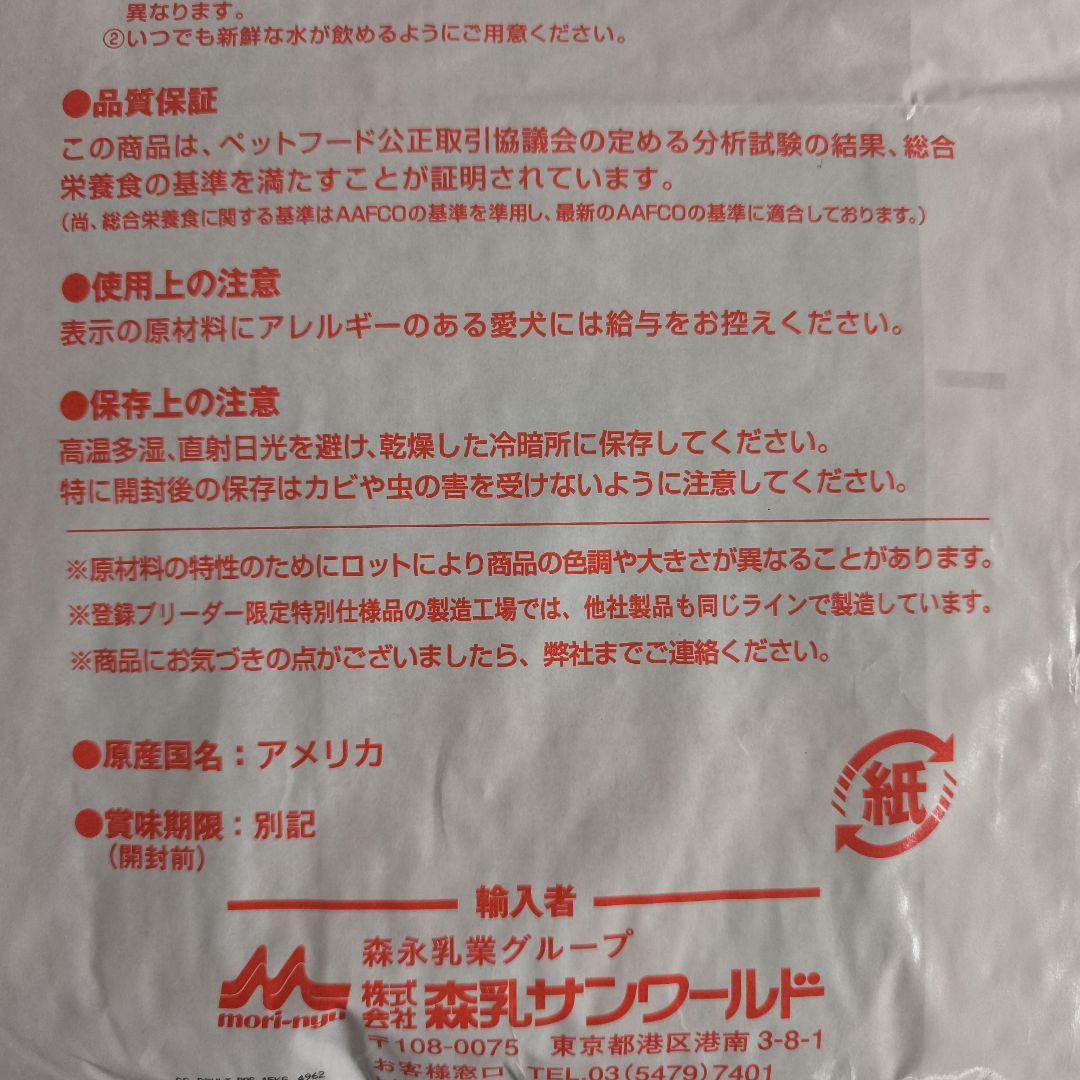 異なります。
②いつでも新鮮な水が飲めるようにご用意ください。
●品質保証
この商品は、ペットフード公正取引協議会の定める分析試験の結果、総合
栄養食の基準を満たすことが証明されています。
(尚、総合栄養食に関する基準はAAFCOの基準を準用し、最新のAAFCOの基準に適合しております。)
●使用上の注意
表示の原材料にアレルギーのある愛犬には給与をお控えください。
●保存上の注意
高温多湿、直射日光を避け、乾燥した冷暗所に保存してください。
特に開封後の保存はカビや虫の害を受けないように注意してください。
※原材料の特性のためにロットにより商品の色調や大きさが異なることがあります。
※登録ブリーダー限定特別仕様品の製造工場では、他社製品も同じラインで製造しています。
※商品にお気づきの点がございましたら、弊社までご連絡ください。
●原産国名：アメリカ
紙
●賞味期限：別記
(開封前)
輸入者
森永乳業グループ
mori-nyu
株式会社 森乳サンワールド
〒108-0075 東京都港区港南3-8-1
お客様窓口 TEL.03(5479)7401
4962